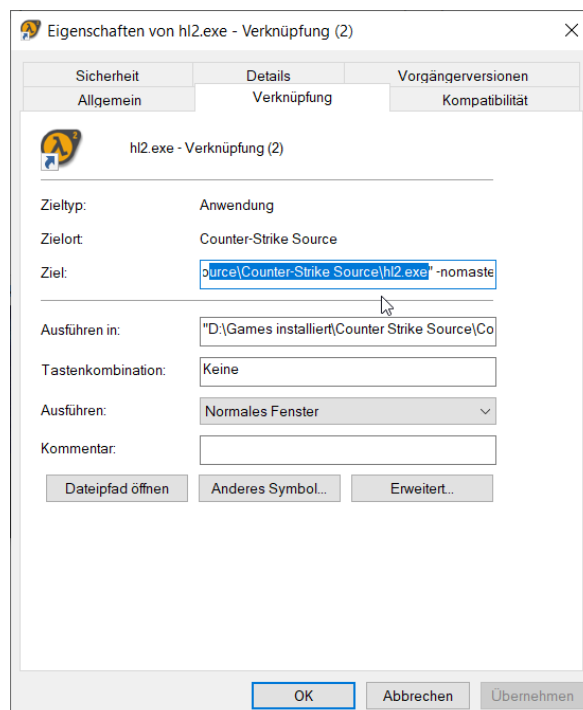 Eigenschaften von hl2.exe - Verknüpfung (2)
Sicherheit Details Vorgängerversionen
Allgemein Verknüpfung Kompatibilität
2
hl2.exe - Verknüpfung (2)
Zieltyp: Anwendung
Zielort: Counter-Strike Source
Ziel: ource\Counter-Strike Source\hl2.exe" -nomaste
Ausführen in: "D:\Games installiert\Counter Strike Source\Co
Tastenkombination: Keine
Ausführen: Normales Fenster
Kommentar:
Dateipfad öffnen Anderes Symbol... Erweitert...
OK Abbrechen Übernehmen